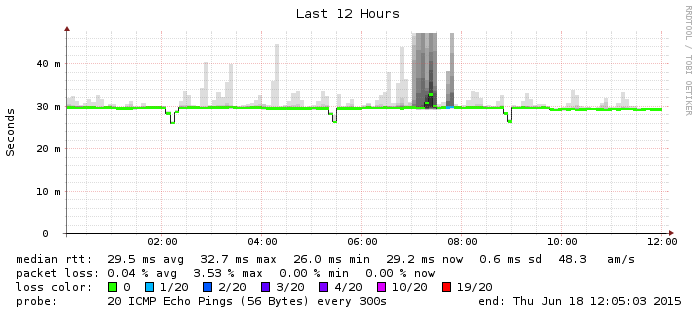 Last 12 Hours
RRDTOOL / TOBI OETIKER
Seconds
40 m
30 m
20 m
10 m
0
02:00 04:00 06:00 08:00 10:00 12:00
median rtt: 29.5 ms avg 32.7 ms max 26.0 ms min 29.2 ms now 0.6 ms sd 48.3 am/s
packet loss: 0.04 % avg 3.53 % max 0.00 % min 0.00 % now
loss color: 0 1/20 2/20 3/20 4/20 10/20 19/20
probe: 20 ICMP Echo Pings (56 Bytes) every 300s end: Thu Jun 18 12:05:03 2015